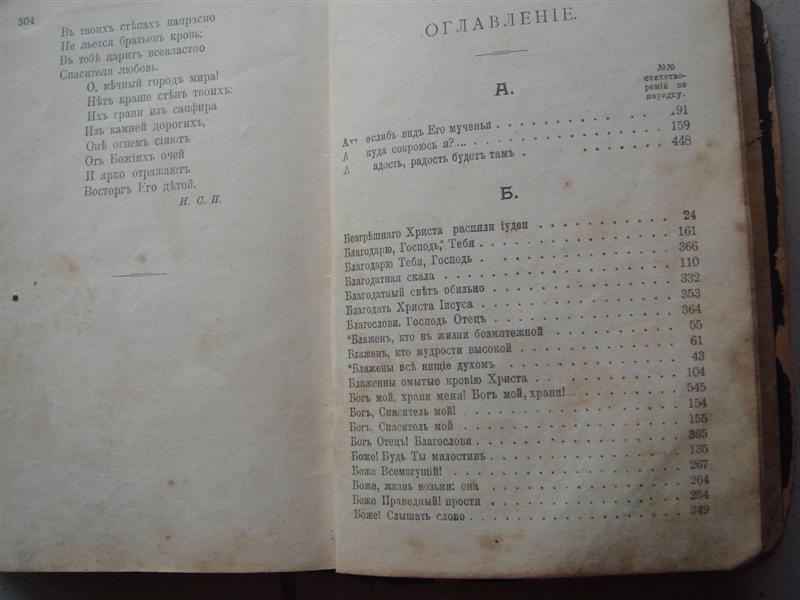 504
Въ твоихъ стѣнахъ напрасно
Не льется братьевъ кровь;
Въ тебѣ царитъ всевластно
Спасителя любовь.
О, вѣчный городъ мира!
Нѣтъ краше стѣнъ твоихъ:
Ихъ грани изъ сапфира
Изъ камней дорогихъ,
Онѣ огнемъ сіяютъ
Отъ Божіихъ очей
И ярко отражаютъ
Восторгъ Его дѣтей.
И. С. П.
ОГЛАВЛЕНІЕ.
№№ стихотво-
реній по
порядку.
А.
еслибъ видъ Его мученья 91
куда сокроюсь я?... 159
адость, радость будетъ тамъ 448
Б.
Безгрѣшнаго Христа распяли іудеи 24
Благодарю, Господь, Тебя 161
Благодарю Тебя, Господь 366
Благодатная скала 110
Благодатный свѣтъ обильно 332
Благодать Христа Іисуса 353
Благослови, Господь Отецъ 364
*Блаженъ, кто въ жизни безмятежной 55
Блаженъ, кто мудрости высокой 61
*Блажены всѣ нищіе духомъ 43
Блаженны омытые кровію Христа 104
Богъ мой, храни меня! Богъ мой, храни! 545
Богъ, Спаситель мой! 154
Богъ, Спаситель мой 155
Богъ Отецъ! Благослови 365
Боже! Будь Ты милостивъ 135
Боже Всемогущій! 267
Боже, жизнь возьми: она 264
Боже Праведный! прости 254
Боже! Слышать слово 349